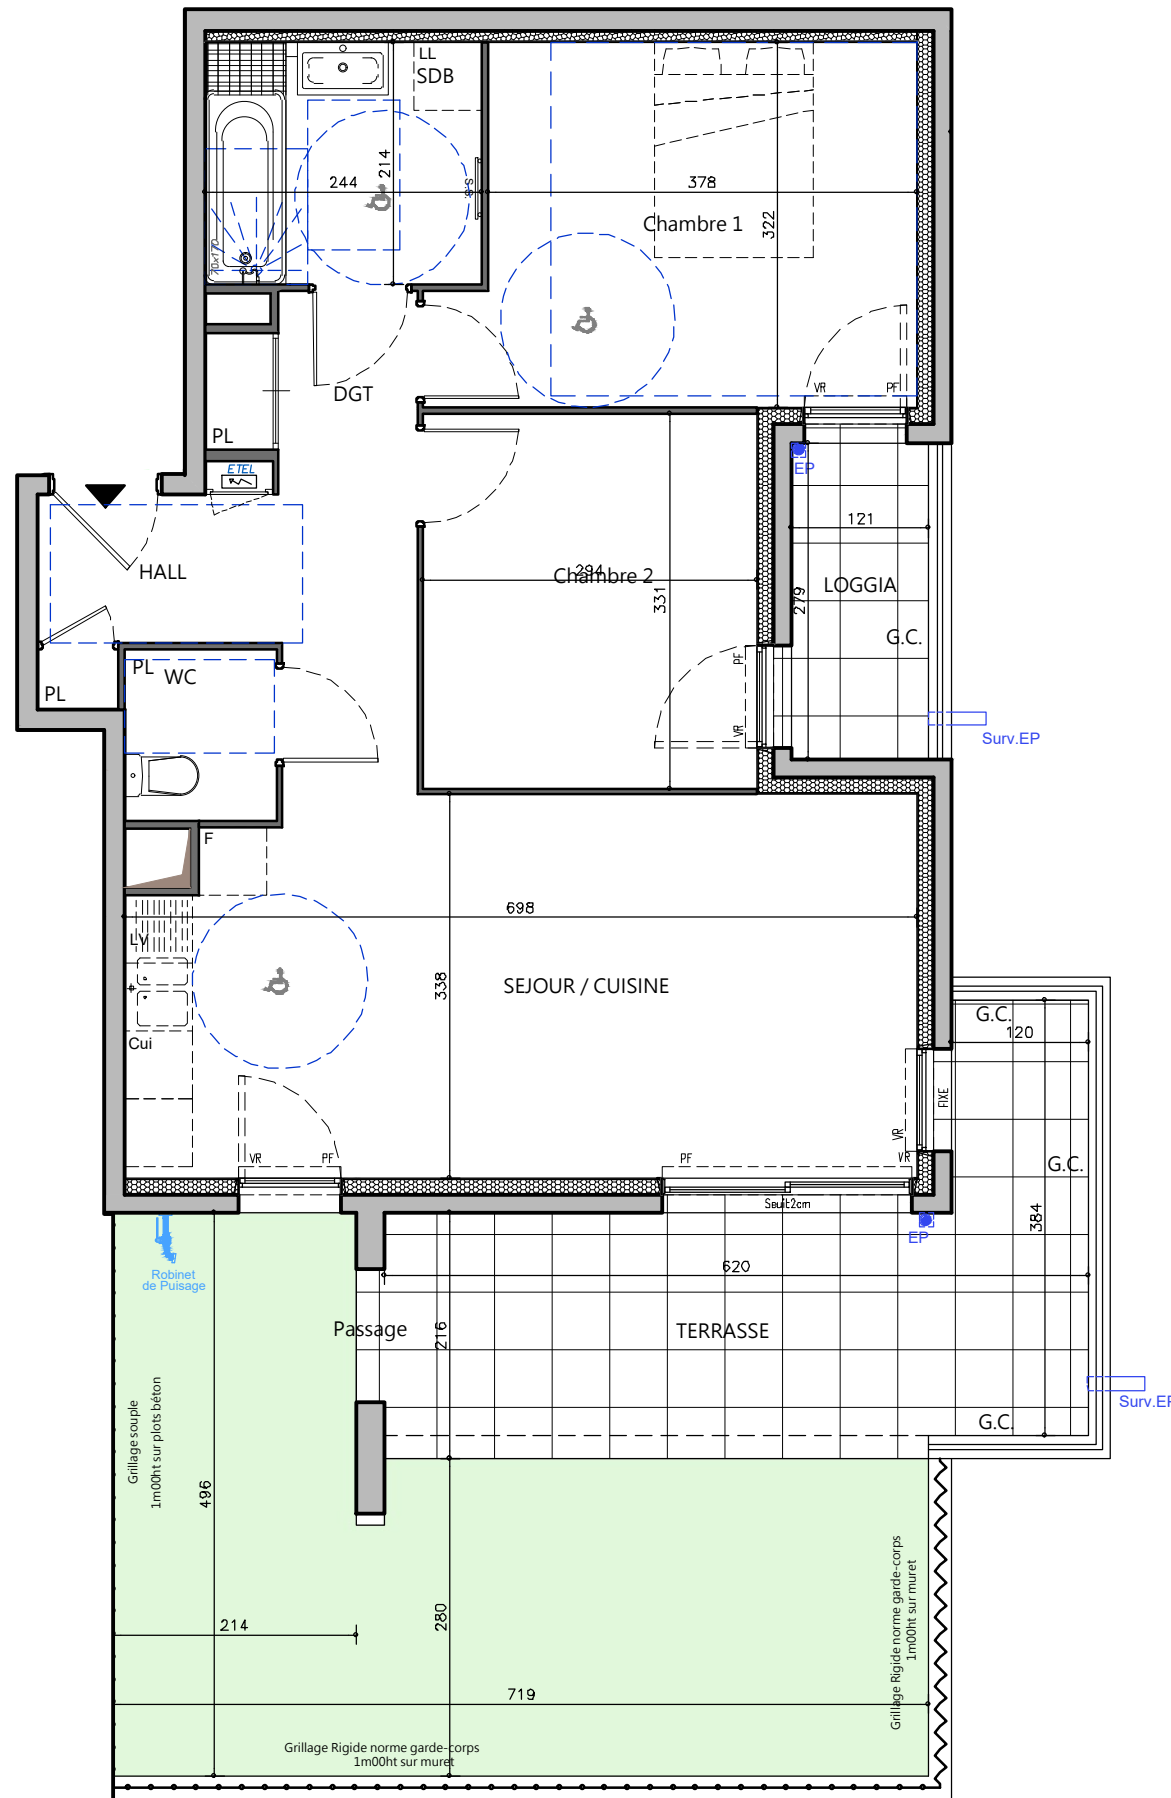 LL
SDB
244
214
S.S.
70x170
378
Chambre 1
322
DGT
VR
PF
PL
ETEL
EP
121
HALL
Chambre 2
294
331
LOGGIA
279
G.C.
PL
WC
PL
PF
VR
Surv.EP
F
698
LV
338
SEJOUR / CUISINE
G.C.
120
Cui
FIXE
VR
VR
PF
PF
VR
G.C.
Seuil2cm
384
EP
Robinet
de Puisage
620
Passage
216
TERRASSE
Surv.EP
G.C.
Grillage souple
1m00ht sur plots béton
496
Grillage Rigide norme garde-corps
1m00ht sur muret
214
280
719
Grillage Rigide norme garde-corps
1m00ht sur muret